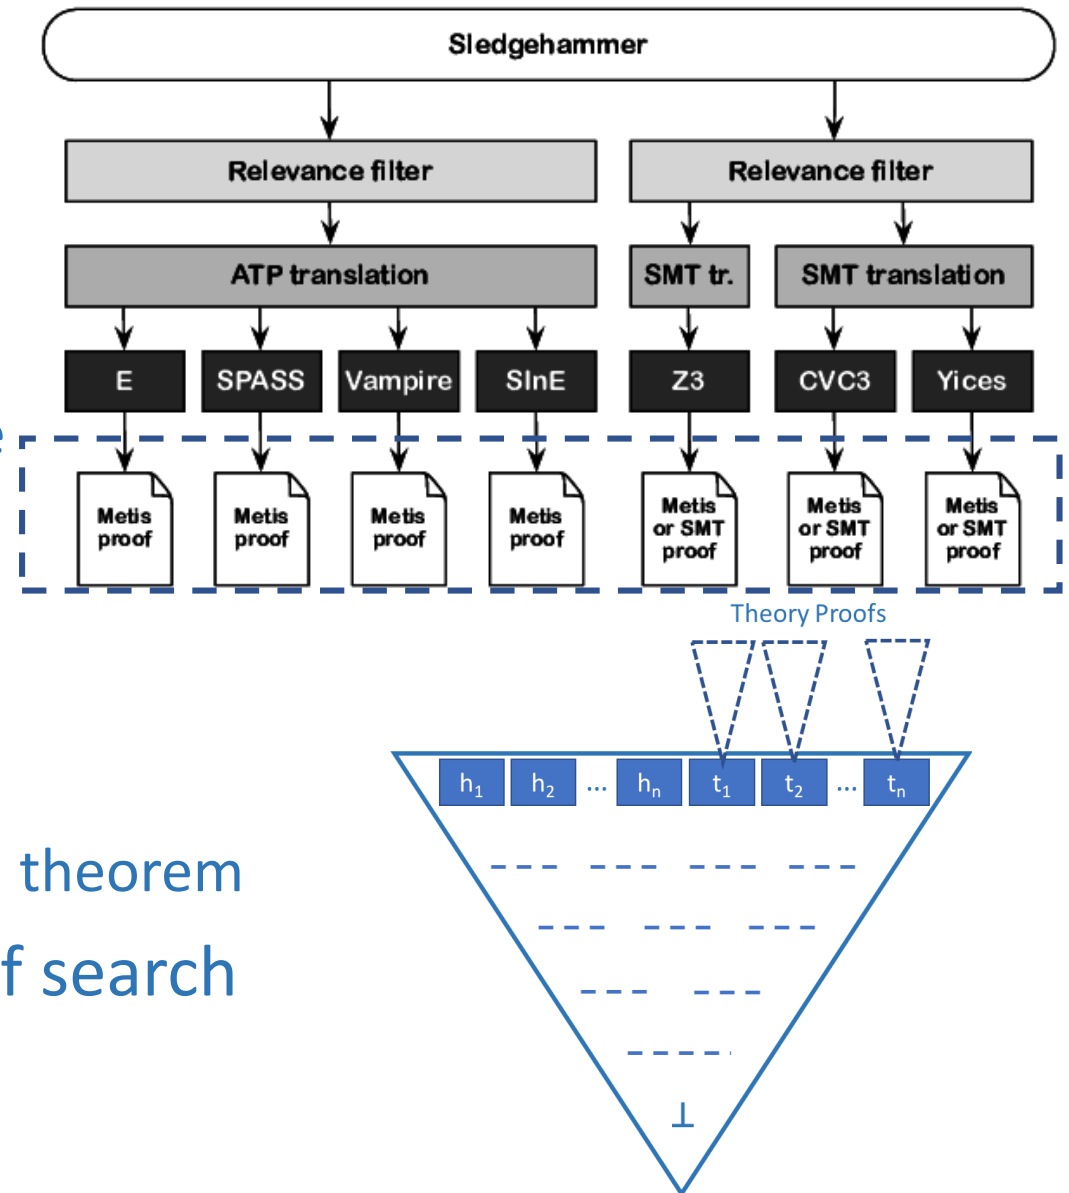 Sledgehammer
Relevance filter Relevance filter
ATP translation SMT tr. SMT translation
E SPASS Vampire SInE Z3 CVC3 Yices
e
Metis proof
Metis proof
Metis proof
Metis proof
Metis or SMT proof
Metis or SMT proof
Metis or SMT proof
Theory Proofs
h₁ h₂ ... hₙ t₁ t₂ ... tₙ
theorem
f search
⊥